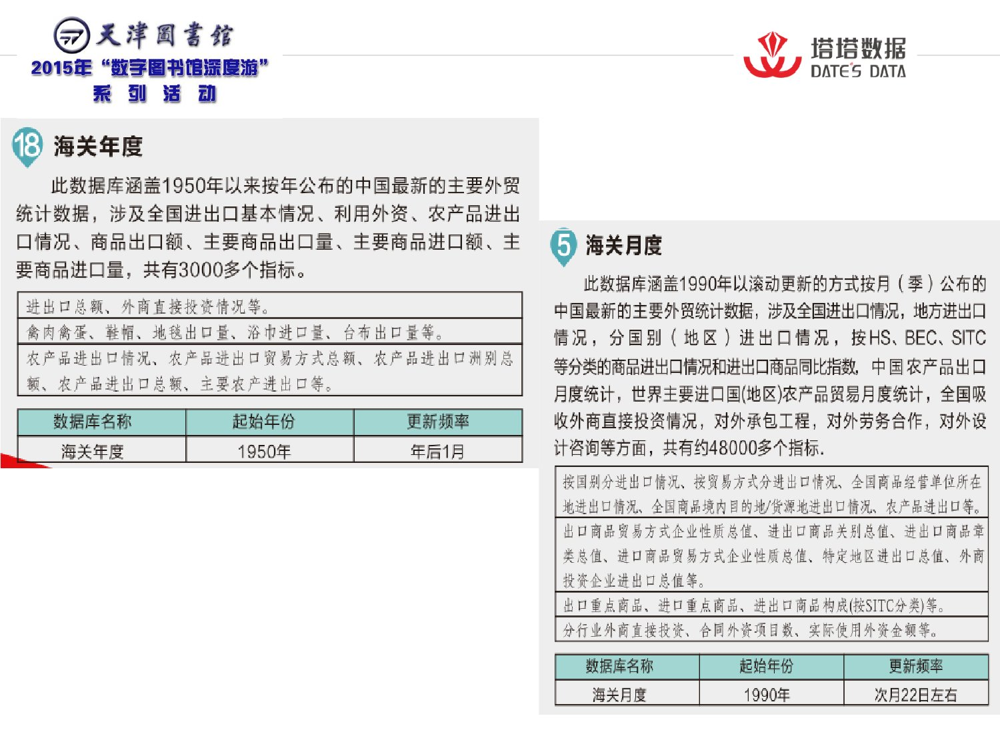 天津圖書館
2015年“数字图书馆深度游”
系列活动
塔塔数据
DATE'S DATA
18 海关年度
此数据库涵盖1950年以来按年公布的中国最新的主要外贸
统计数据，涉及全国进出口基本情况、利用外资、农产品进出
口情况、商品出口额、主要商品出口量、主要商品进口额、主
要商品进口量，共有3000多个指标。
进出口总额、外商直接投资情况等。
禽肉禽蛋、鞋帽、地毯出口量、浴巾进口量、台布出口量等。
农产品进出口情况、农产品进出口贸易方式总额、农产品进出口洲别总
额、农产品进出口总额、主要农产进出口等。
数据库名称 起始年份 更新频率
海关年度 1950年 年后1月
5 海关月度
此数据库涵盖1990年以滚动更新的方式按月（季）公布的
中国最新的主要外贸统计数据，涉及全国进出口情况，地方进出口
情况，分国别（地区）进出口情况，按HS、BEC、SITC
等分类的商品进出口情况和进出口商品同比指数，中国农产品出口
月度统计，世界主要进口国(地区)农产品贸易月度统计，全国吸
收外商直接投资情况，对外承包工程，对外劳务合作，对外设
计咨询等方面，共有约48000多个指标.
按国别分进出口情况、按贸易方式分进出口情况、全国商品经营单位所在
地进出口情况、全国商品境内目的地/货源地进出口情况、农产品进出口等。
出口商品贸易方式企业性质总值、进出口商品关别总值、进出口商品章
类总值、进口商品贸易方式企业性质总值、特定地区进出口总值、外商
投资企业进出口总值等。
出口重点商品、进口重点商品、进出口商品构成(按SITC分类)等。
分行业外商直接投资、合同外资项目数、实际使用外资金额等。
数据库名称 起始年份 更新频率
海关月度 1990年 次月22日左右